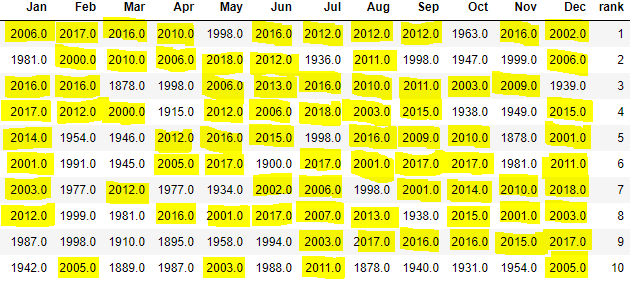 Jan Feb Mar Apr May Jun Jul Aug Sep Oct Nov Dec rank
2006.0 2017.0 2016.0 2010.0 1998.0 2016.0 2012.0 2012.0 2012.0 1963.0 2016.0 2002.0 1
1981.0 2000.0 2010.0 2006.0 2018.0 2012.0 1936.0 2011.0 1998.0 1947.0 1999.0 2006.0 2
2016.0 2016.0 1878.0 1998.0 2006.0 2013.0 2016.0 2010.0 2011.0 2003.0 2009.0 1939.0 3
2017.0 2012.0 2000.0 1915.0 2012.0 2006.0 2018.0 2003.0 2015.0 1938.0 1949.0 2015.0 4
2014.0 1954.0 1946.0 2012.0 2016.0 2015.0 1998.0 2016.0 2009.0 2010.0 1878.0 2001.0 5
2001.0 1991.0 1945.0 2005.0 2017.0 1900.0 2017.0 2001.0 2017.0 2017.0 1981.0 2011.0 6
2003.0 1977.0 2012.0 1977.0 1934.0 2002.0 2006.0 1998.0 2001.0 2014.0 2010.0 2018.0 7
2012.0 1999.0 1981.0 2016.0 2001.0 2017.0 2007.0 2013.0 1938.0 2015.0 2001.0 2003.0 8
1987.0 1998.0 1910.0 1895.0 1958.0 1994.0 2003.0 2017.0 2016.0 2016.0 2015.0 2017.0 9
1942.0 2005.0 1889.0 1987.0 2003.0 1988.0 2011.0 1878.0 1940.0 1931.0 1954.0 2005.0 10